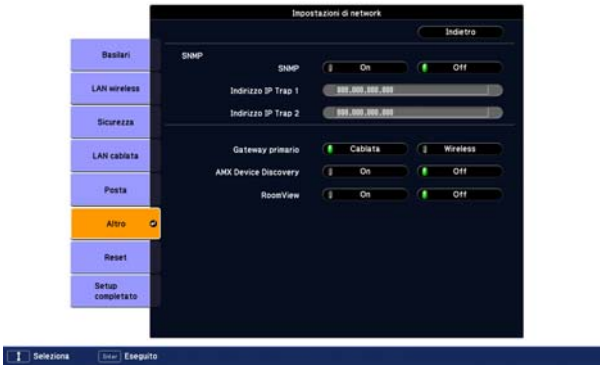 Impostazioni di network
Indietro
Basilari
LAN wireless
Sicurezza
LAN cablata
Posta
Altro
Reset
Setup
completato
SNMP
SNMP On Off
Indirizzo IP Trap 1 000.000.000.000
Indirizzo IP Trap 2 000.000.000.000
Gateway primario Cablata Wireless
AMX Device Discovery On Off
RoomView On Off
Seleziona Enter Eseguito